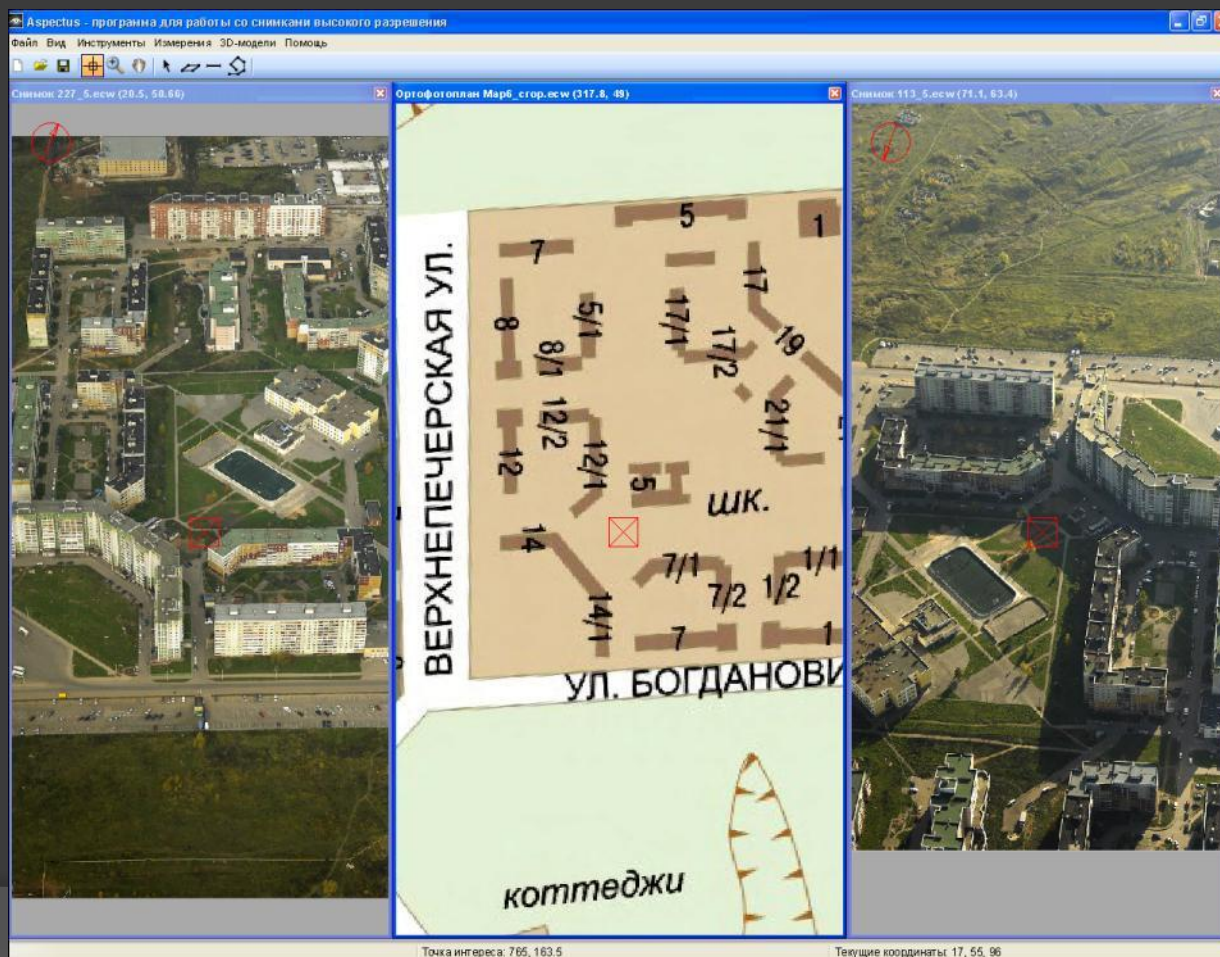 Aspectus - программа для работы со снимками высокого разрешения
Файл Вид Инструменты Измерения 3D-модели Помощь
Снимок 227_5.ecw (20.5, 50.66)
Ортофотоплан Map6_crop.ecw (317.8, 49)
Снимок 113_5.ecw (71.1, 63.4)
ВЕРХНЕПЕЧЕРСКАЯ УЛ.
5
1
7
17
8
5/1
17/1
8/1
17/2
19
12/2
21/1
12
12/1
5
шк.
14
7/1
1/1
7/2
1/2
14/1
7
1
УЛ. БОГДАНОВИ
коттеджи
Точка интереса: 765, 163.5
Текущие координаты: 17, 55, 96